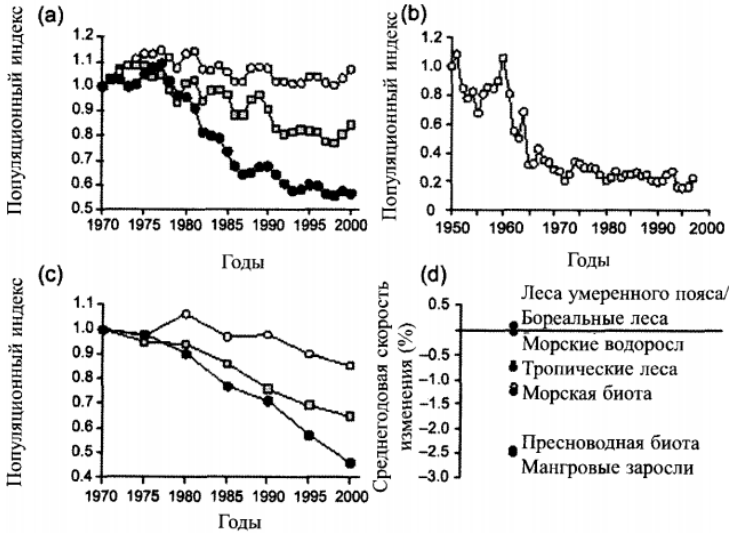 (a)
Популяционный индекс
1.2
1.1
1.0
0.9
0.8
0.7
0.6
0.5
1970 1975 1980 1985 1990 1995 2000
Годы
(b)
Популяционный индекс
1.2
1.0
0.8
0.6
0.4
0.2
0
1950 1960 1970 1980 1990 2000
Годы
(c)
Популяционный индекс
1.1
1.0
0.9
0.8
0.7
0.6
0.5
0.4
1970 1975 1980 1985 1990 1995 2000
Годы
(d)
Среднегодовая скорость
изменения (%)
0.5
−0.5
−1.0
−1.5
−2.0
−2.5
−3.0
Леса умеренного пояса/
Бореальные леса
Морские водоросл
Тропические леса
Морская биота
Пресноводная биота
Мангровые заросли